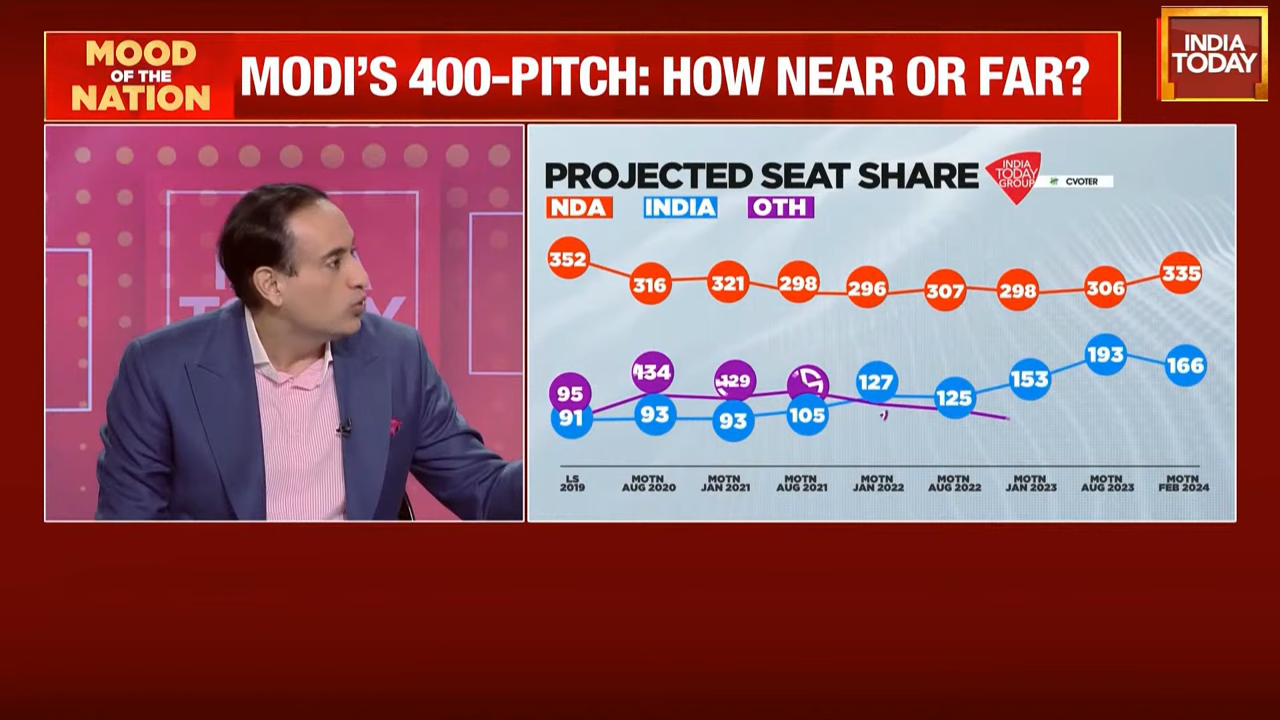 MOOD
OF THE
NATION
MODI'S 400-PITCH: HOW NEAR OR FAR?
INDIA
TODAY
PROJECTED SEAT SHARE
INDIA
TODAY
GROUP
CVOTER
NDA INDIA OTH
352 316 321 298 296 307 298 306 335
95 134 129
91 93 93 105 127 125 153 193 166
LS
2019
MOTN
AUG 2020
MOTN
JAN 2021
MOTN
AUG 2021
MOTN
JAN 2022
MOTN
AUG 2022
MOTN
JAN 2023
MOTN
AUG 2023
MOTN
FEB 2024